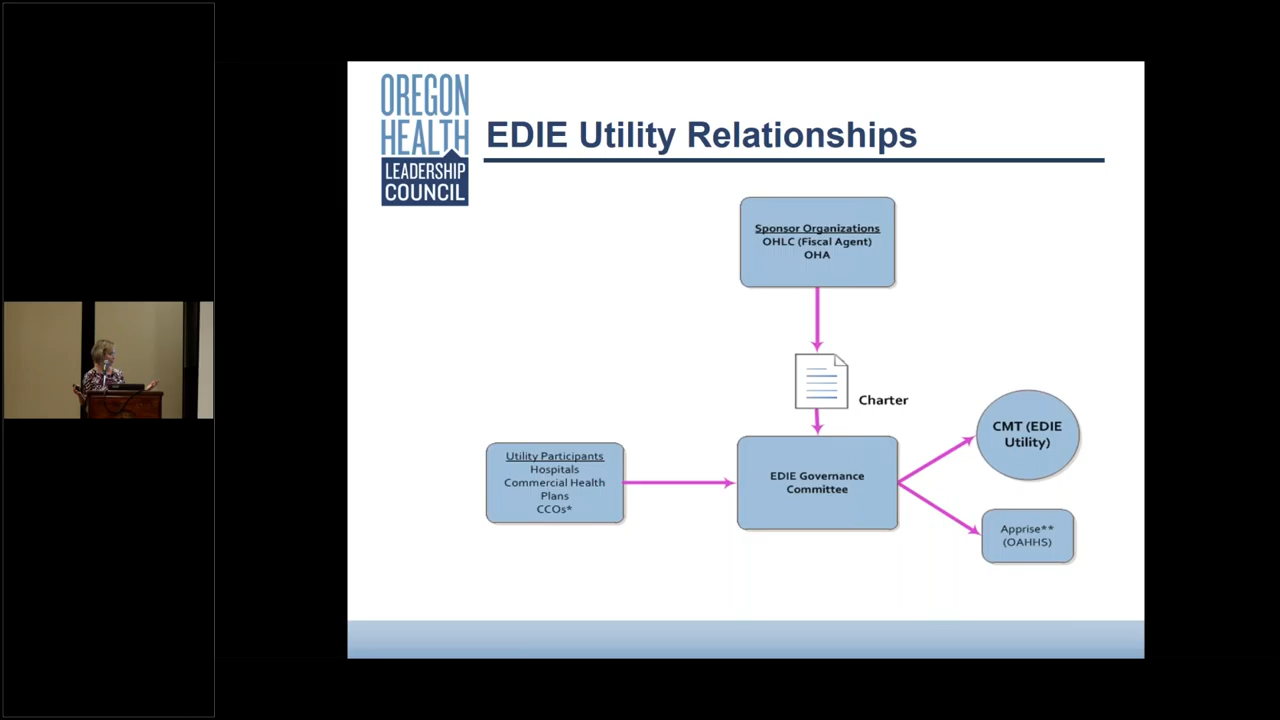 OREGON
HEALTH
LEADERSHIP
COUNCIL
EDIE Utility Relationships
Sponsor Organizations
OHLC (Fiscal Agent)
OHA
Charter
Utility Participants
Hospitals
Commercial Health
Plans
CCOs*
EDIE Governance
Committee
CMT (EDIE
Utility)
Apprise**
(OAHHS)